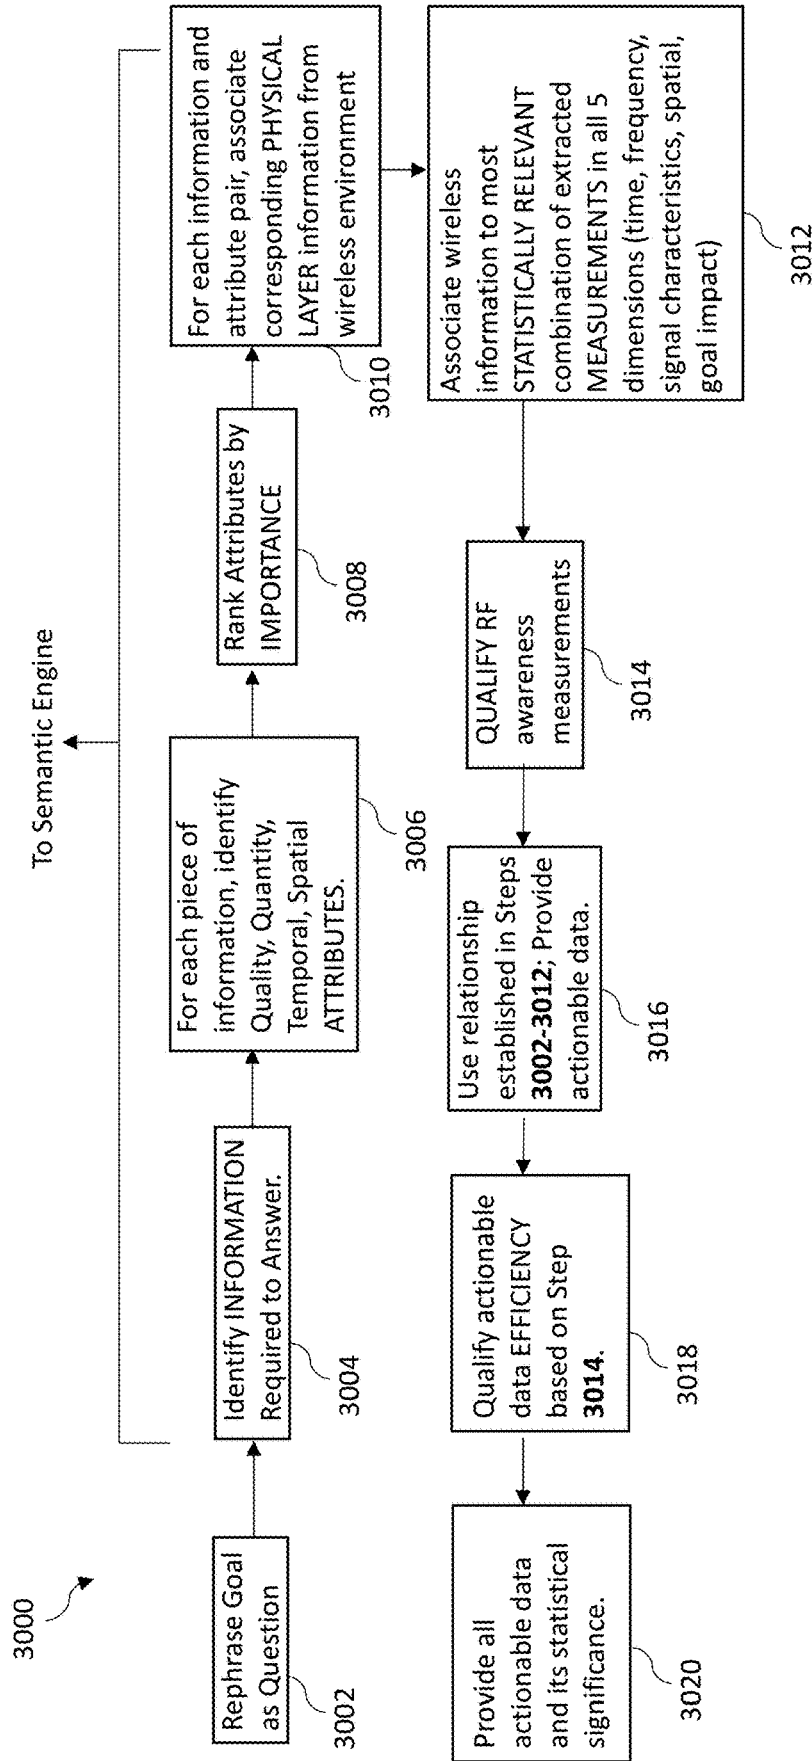 3000
To Semantic Engine
Rephrase Goal
as Question
3002
Identify INFORMATION
Required to Answer.
3004
For each piece of
information, identify
Quality, Quantity,
Temporal, Spatial
ATTRIBUTES.
3006
Rank Attributes by
IMPORTANCE
3008
For each information and
attribute pair, associate
corresponding PHYSICAL
LAYER information from
wireless environment
3010
Associate wireless
information to most
STATISTICALLY RELEVANT
combination of extracted
MEASUREMENTS in all 5
dimensions (time, frequency,
signal characteristics, spatial,
goal impact)
3012
QUALIFY RF
awareness
measurements
3014
Use relationship
established in Steps
3002-3012; Provide
actionable data.
3016
Qualify actionable
data EFFICIENCY
based on Step
3014.
3018
Provide all
actionable data
and its statistical
significance.
3020